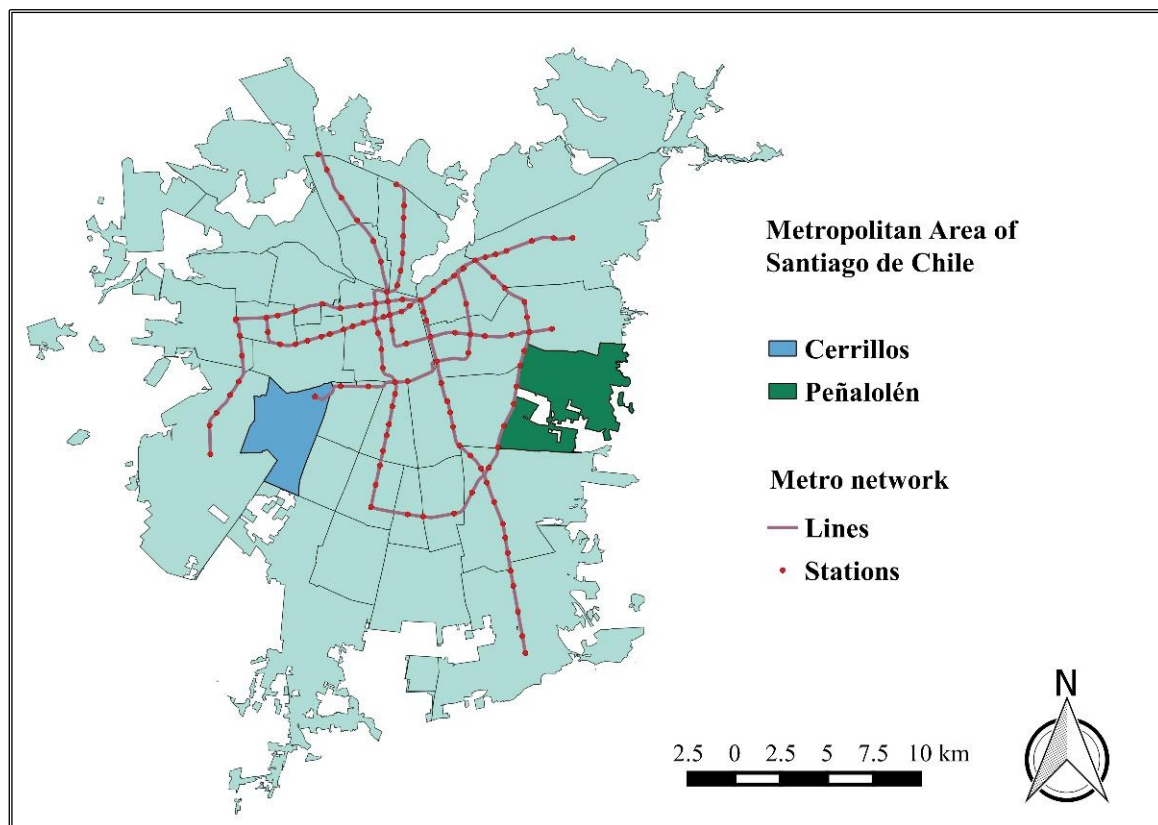 Metropolitan Area of
Santiago de Chile
Cerrillos
Peñalolén
Metro network
Lines
Stations
N
2.5 0 2.5 5 7.5 10 km